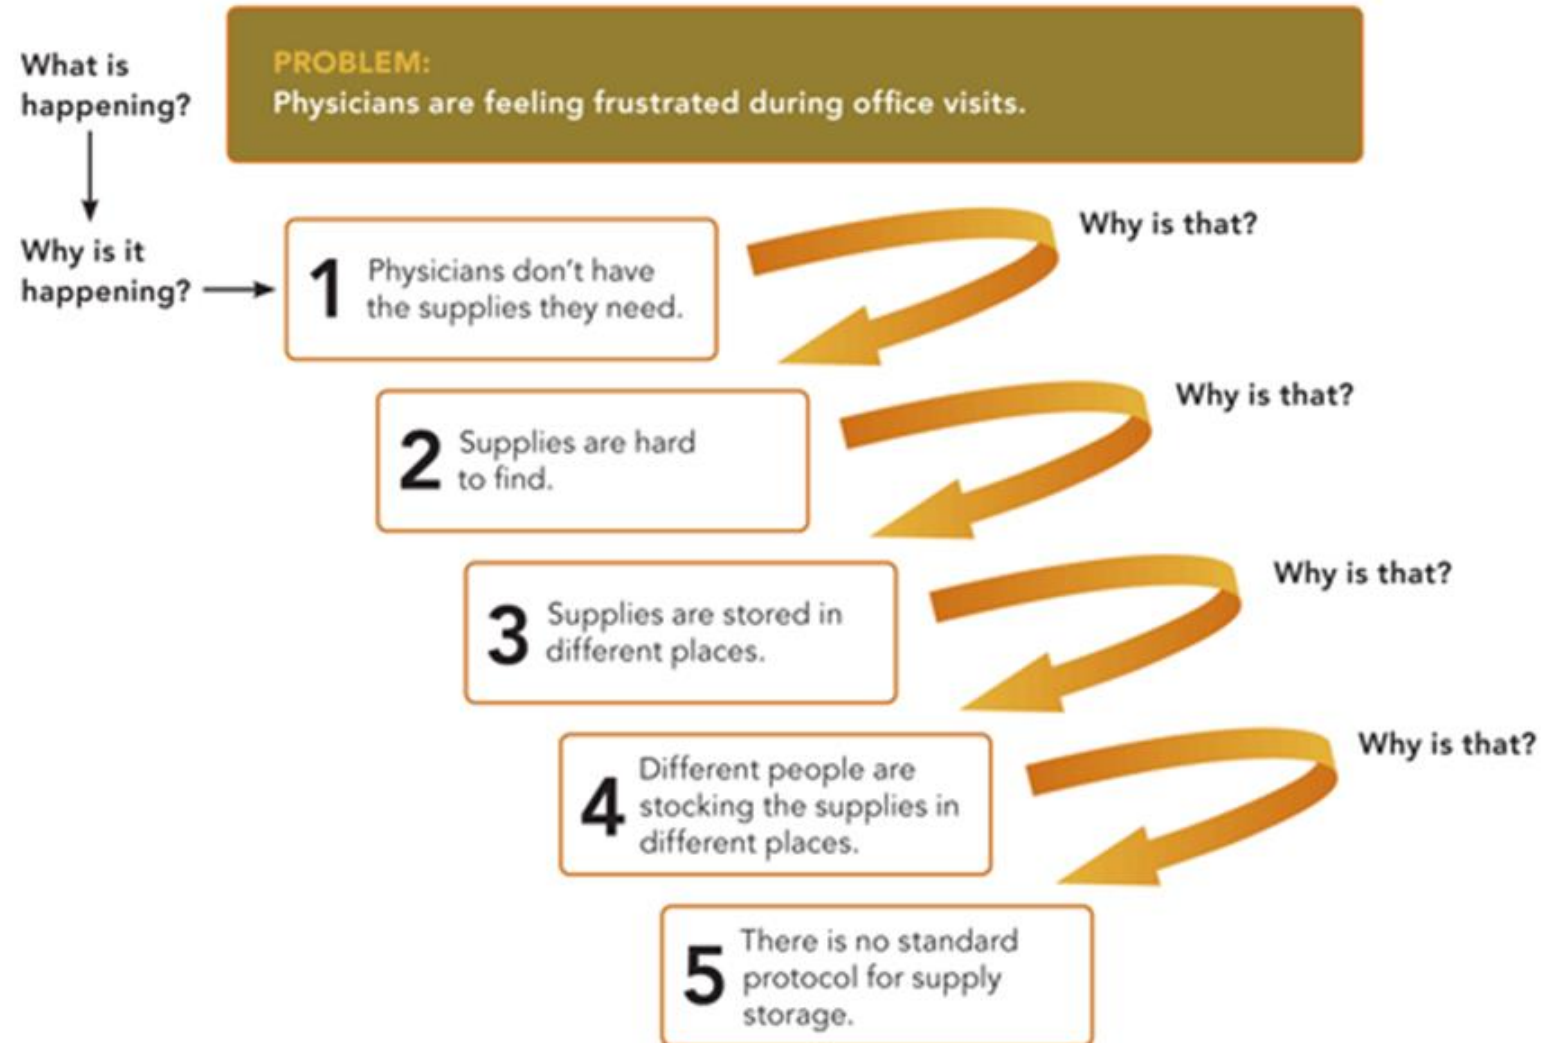 What is
happening?
PROBLEM:
Physicians are feeling frustrated during office visits.
Why is it
happening?
1
Physicians don't have
the supplies they need.
Why is that?
2
Supplies are hard
to find.
Why is that?
3
Supplies are stored in
different places.
Why is that?
4
Different people are
stocking the supplies in
different places.
Why is that?
5
There is no standard
protocol for supply
storage.